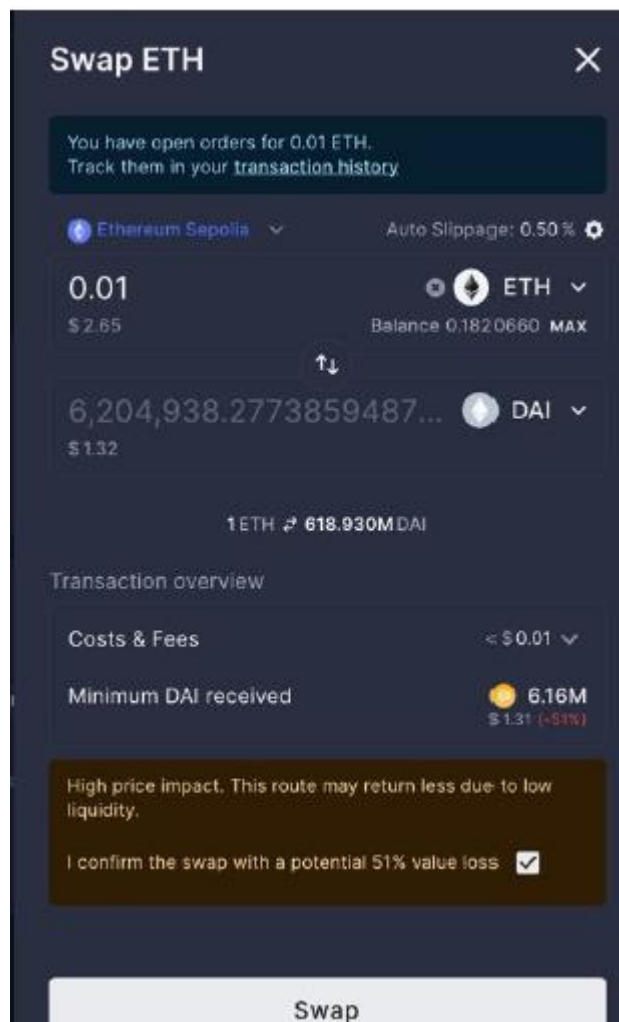 Swap ETH
You have open orders for 0.01 ETH.
Track them in your transaction history
Ethereum Sepolia
Auto Slippage: 0.50 %
0.01
ETH
$ 2.65
Balance 0.1820660 MAX
6,204,938.2773859487...
DAI
$ 1.32
1 ETH ⇄ 618.930M DAI
Transaction overview
Costs & Fees
< $ 0.01
Minimum DAI received
6.16M
$ 1.31 (-51%)
High price impact. This route may return less due to low
liquidity.
I confirm the swap with a potential 51% value loss
Swap